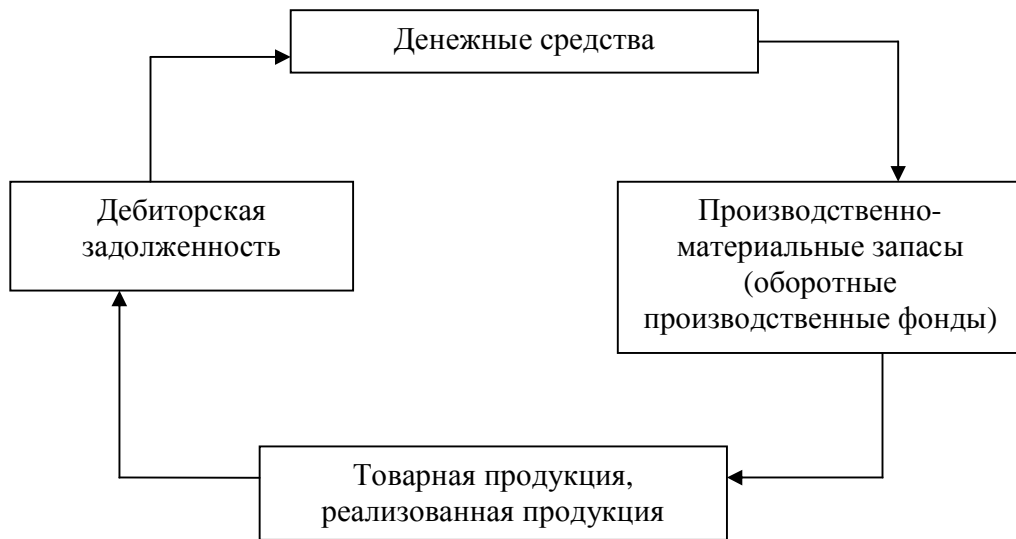 Денежные средства
Дебиторская
задолженность
Производственно-
материальные запасы
(оборотные
производственные фонды)
Товарная продукция,
реализованная продукция